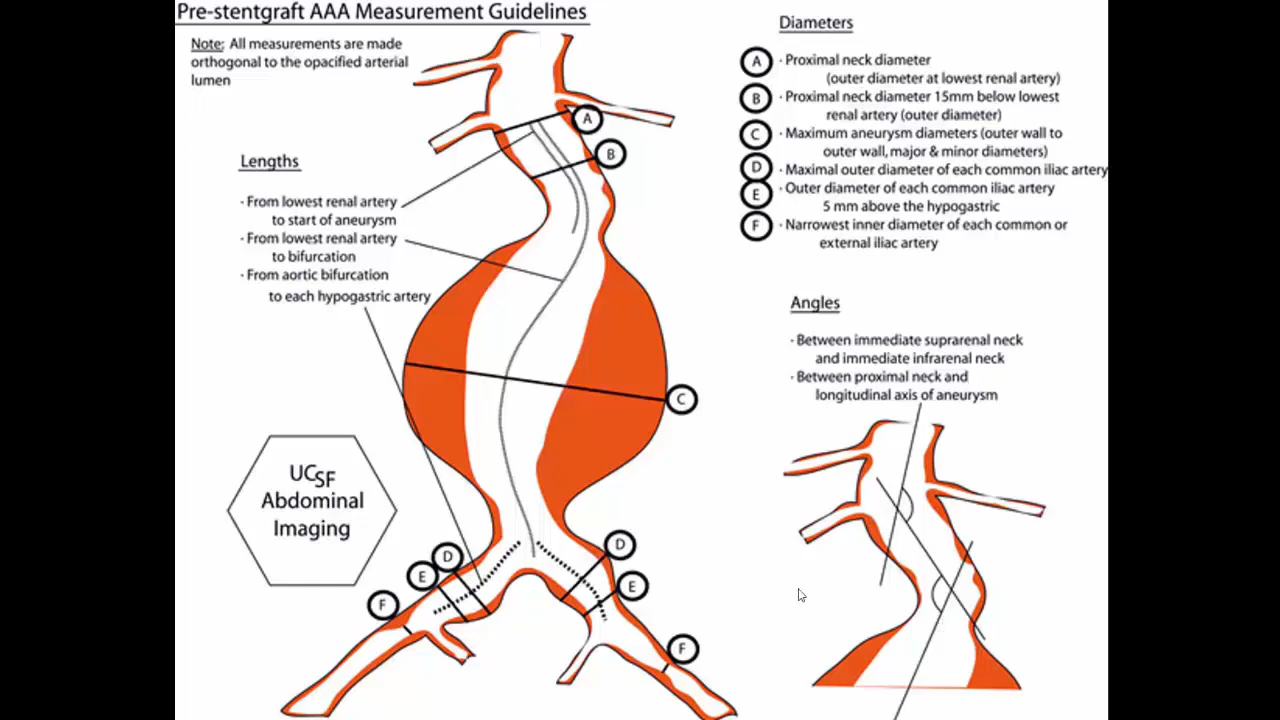 Pre-stentgraft AAA Measurement Guidelines
Note: All measurements are made
orthogonal to the opacified arterial
lumen
Lengths
· From lowest renal artery
to start of aneurysm
· From lowest renal artery
to bifurcation
· From aortic bifurcation
to each hypogastric artery
UCSF
Abdominal
Imaging
A
B
C
D
E
F
D
E
F
Diameters
A · Proximal neck diameter
(outer diameter at lowest renal artery)
B · Proximal neck diameter 15mm below lowest
renal artery (outer diameter)
C · Maximum aneurysm diameters (outer wall to
outer wall, major & minor diameters)
D · Maximal outer diameter of each common iliac artery
E · Outer diameter of each common iliac artery
5 mm above the hypogastric
F · Narrowest inner diameter of each common or
external iliac artery
Angles
· Between immediate suprarenal neck
and immediate infrarenal neck
· Between proximal neck and
longitudinal axis of aneurysm